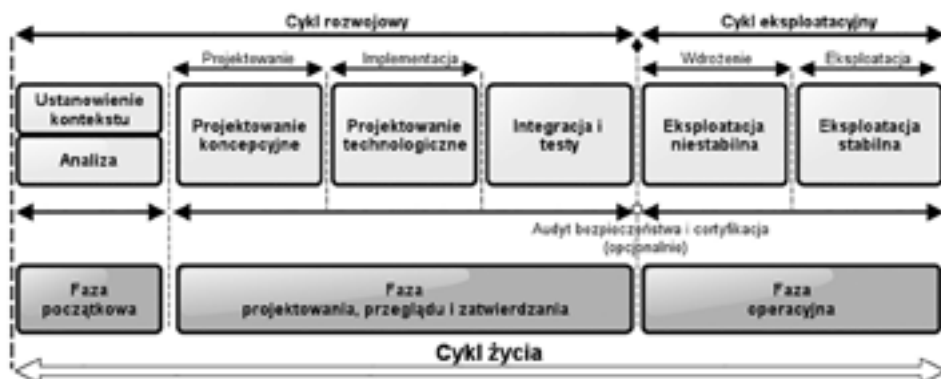 Cykl rozwojowy
Cykl eksploatacyjny
Projektowanie
Implementacja
Wdrożenie
Eksploatacja
Ustanowienie
kontekstu
Analiza
Projektowanie
koncepcyjne
Projektowanie
technologiczne
Integracja i
testy
Eksploatacja
niestabilna
Eksploatacja
stabilna
Audyt bezpieczeństwa i certyfikacja
(opcjonalnie)
Faza
początkowa
Faza
projektowania, przeglądu i zatwierdzania
Faza
operacyjna
Cykl życia